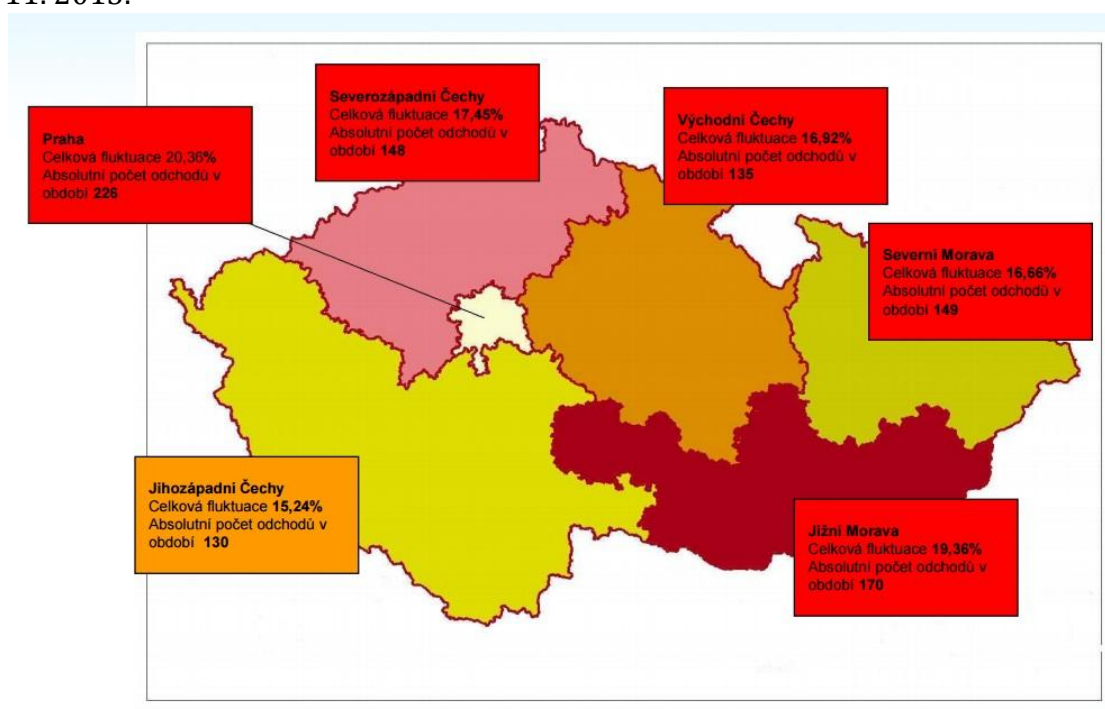 11. 2013.
Praha
Celková fluktuace 20,36%
Absolutní počet odchodů v
období 226
Severozápadní Čechy
Celková fluktuace 17,45%
Absolutní počet odchodů v
období 148
Východní Čechy
Celková fluktuace 16,92%
Absolutní počet odchodů v
období 135
Severní Morava
Celková fluktuace 16,66%
Absolutní počet odchodů v
období 149
Jihozápadní Čechy
Celková fluktuace 15,24%
Absolutní počet odchodů v
období 130
Jižní Morava
Celková fluktuace 19,36%
Absolutní počet odchodů v
období 170